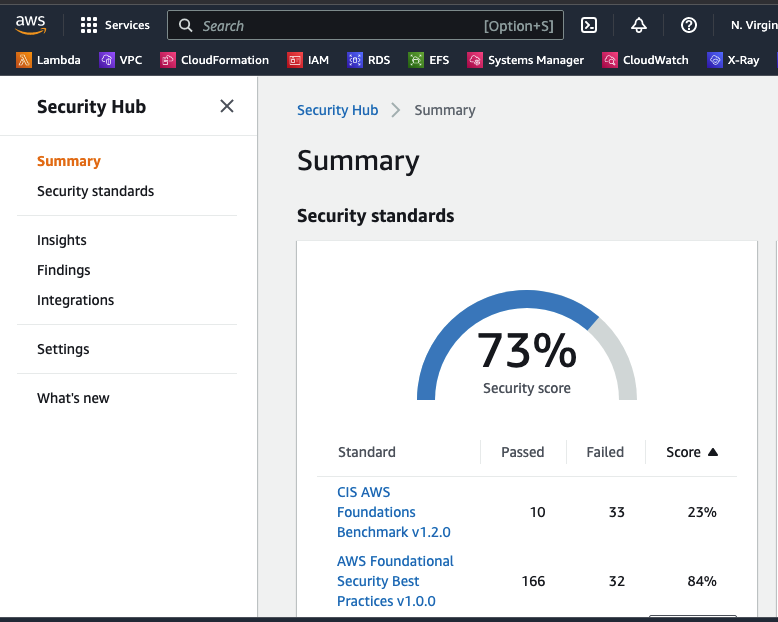 aws
Services
Search
[Option+S]
N. Virgin
Lambda
VPC
CloudFormation
IAM
RDS
EFS
Systems Manager
CloudWatch
X-Ray
Security Hub
Summary
Security standards
Insights
Findings
Integrations
Settings
What's new
Security Hub
Summary
Summary
Security standards
73%
Security score
Standard Passed Failed Score
CIS AWS
Foundations 10 33 23%
Benchmark v1.2.0
AWS Foundational
Security Best 166 32 84%
Practices v1.0.0